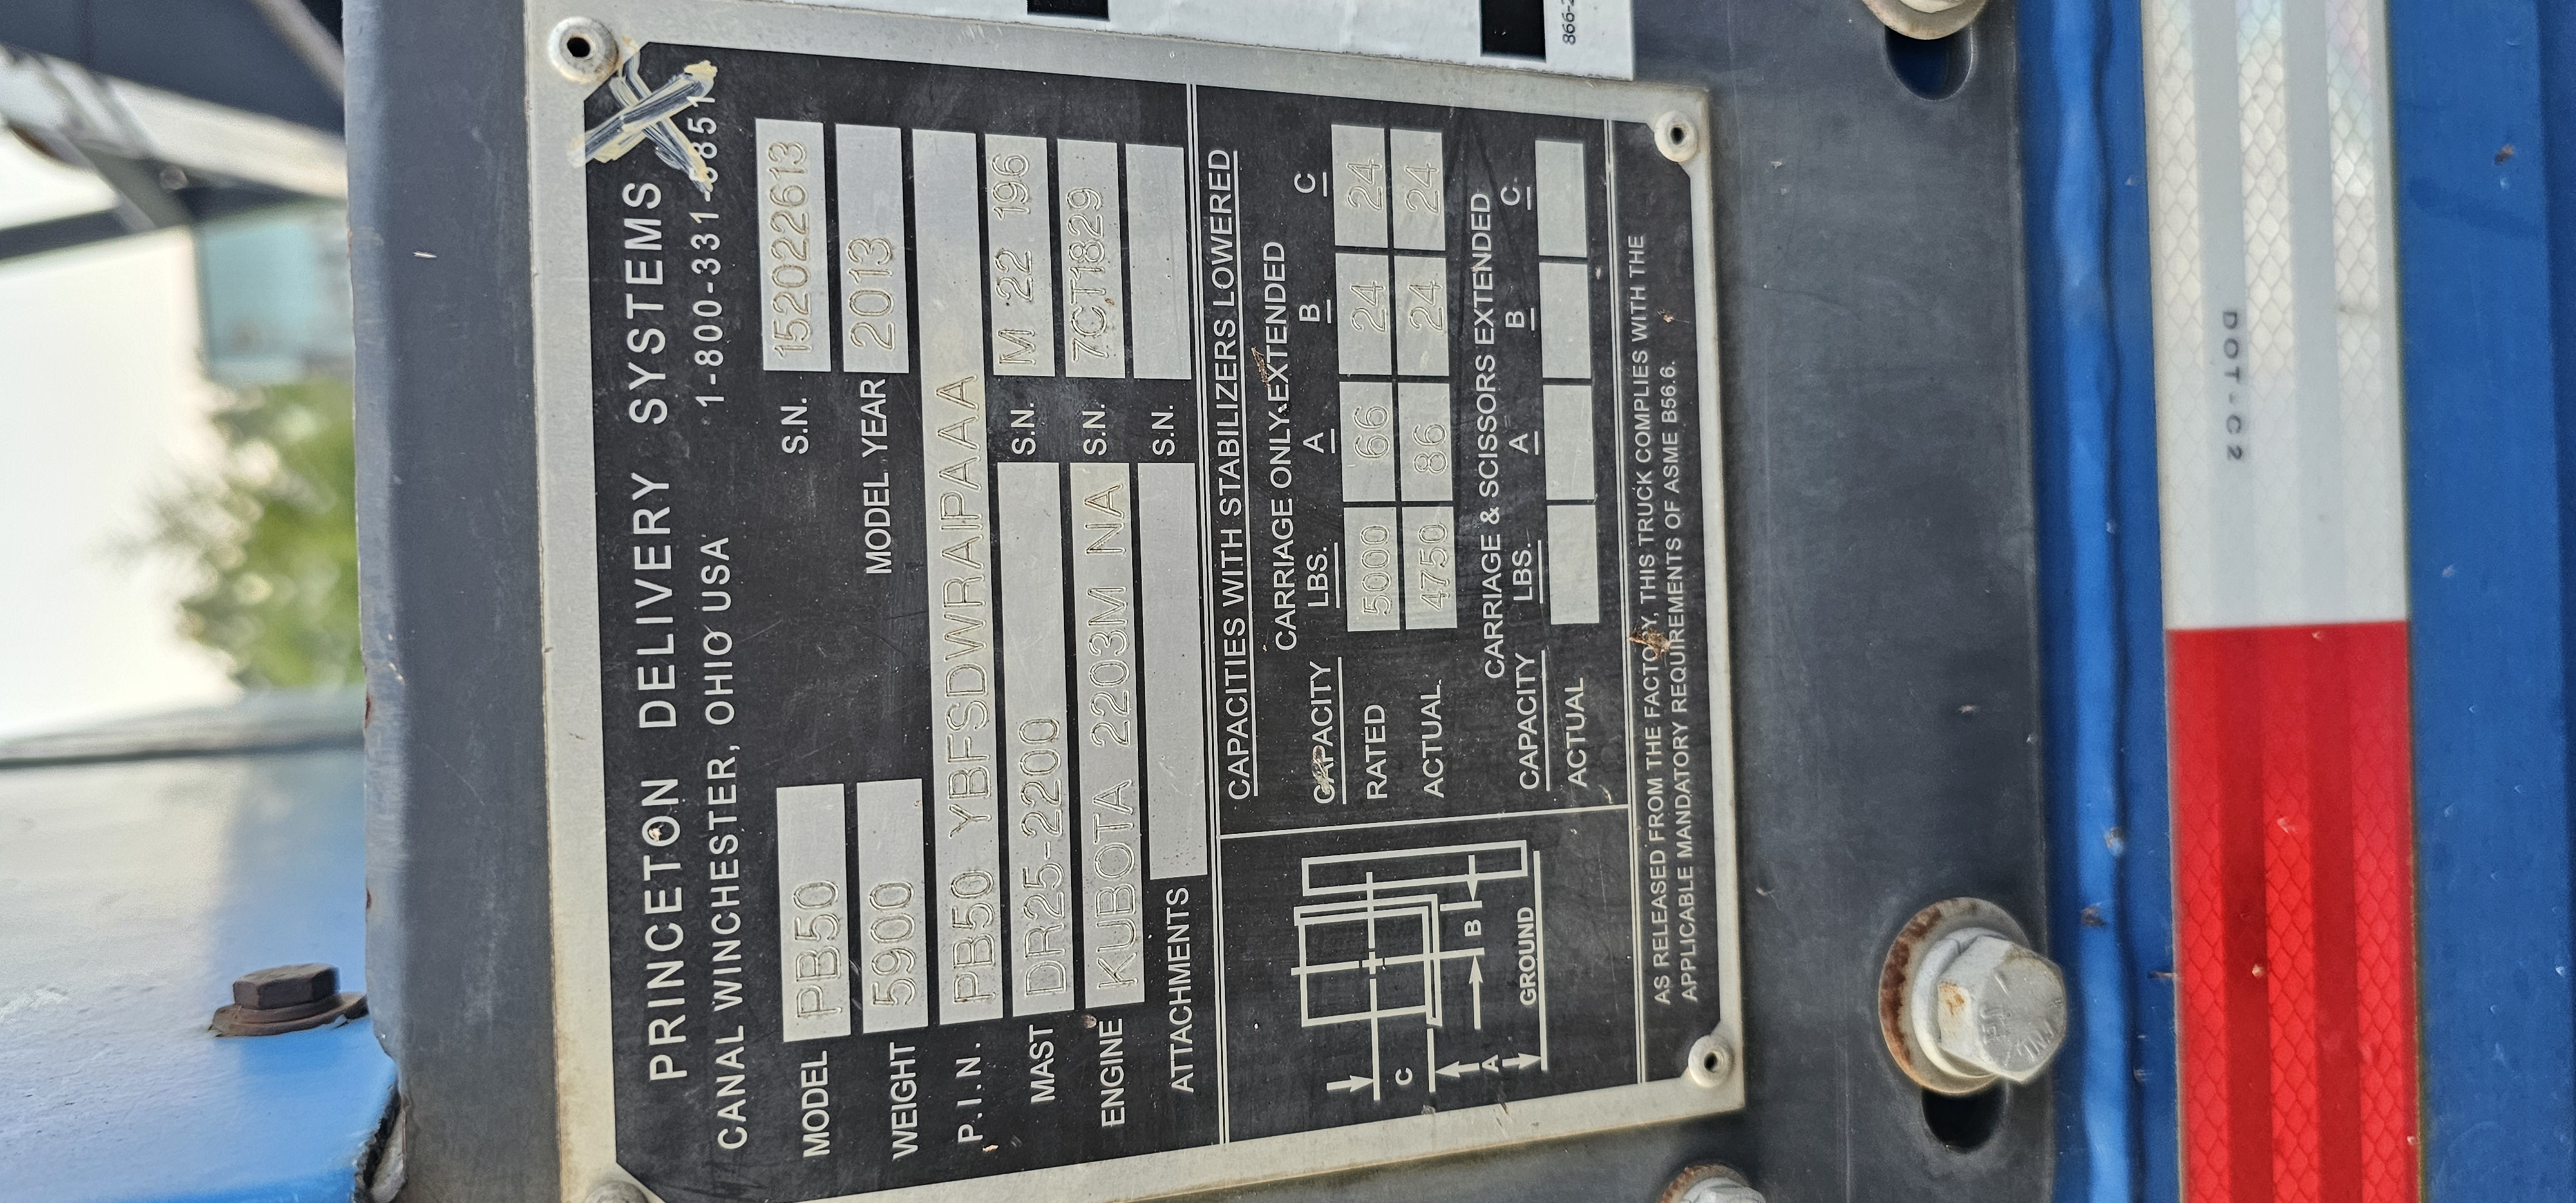 PRINCETON DELIVERY SYSTEMS
CANAL WINCHESTER, OHIO USA 1-800-331-
MODEL PB50 S.N. 152022613
WEIGHT 5900 MODEL YEAR 2013
P.I.N. PB50 YBFSDWRAIPAAA
MAST DR25-2200 S.N. M 22 196
ENGINE KUBOTA 2203M NA S.N. 7CT1829
ATTACHMENTS S.N.
CAPACITIES WITH STABILIZERS LOWERED
CARRIAGE ONLY EXTENDED
CAPACITY LBS. A B C
RATED 5000 66 24 24
ACTUAL 4750 86 24 24
CARRIAGE & SCISSORS EXTENDED
CAPACITY LBS. A B C
ACTUAL
C
A
B
GROUND
AS RELEASED FROM THE FACTORY, THIS TRUCK COMPLIES WITH THE
APPLICABLE MANDATORY REQUIREMENTS OF ASME B56.6.
DOT-C2